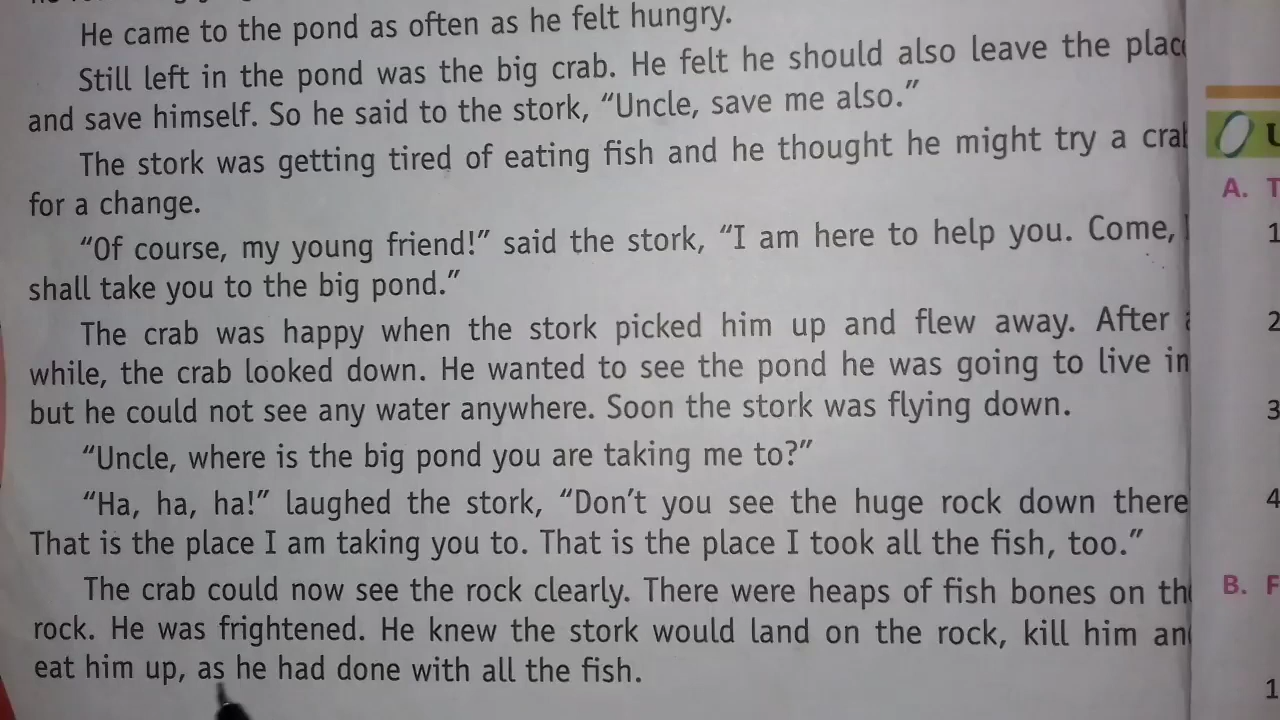 He came to the pond as often as he felt hungry.
Still left in the pond was the big crab. He felt he should also leave the
and save himself. So he said to the stork, “Uncle, save me also.”
The stork was getting tired of eating fish and he thought he might try a
for a change.
“Of course, my young friend!” said the stork, “I am here to help you. Come,
shall take you to the big pond.”
The crab was happy when the stork picked him up and flew away. After
while, the crab looked down. He wanted to see the pond he was going to live in
but he could not see any water anywhere. Soon the stork was flying down.
“Uncle, where is the big pond you are taking me to?”
“Ha, ha, ha!” laughed the stork, “Don’t you see the huge rock down there
That is the place I am taking you to. That is the place I took all the fish, too.”
The crab could now see the rock clearly. There were heaps of fish bones on
rock. He was frightened. He knew the stork would land on the rock, kill him
eat him up, as he had done with all the fish.
A.
1
2
3
4
B.
1